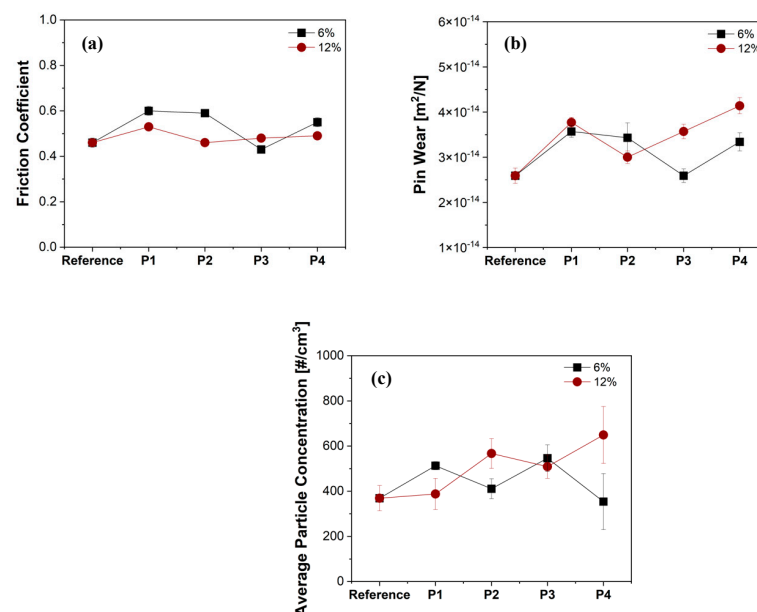 (a)
6%
12%
Friction Coefficient
1.0
0.8
0.6
0.4
0.2
0.0
Reference P1 P2 P3 P4
(b)
6%
12%
Pin Wear [m²/N]
6×10⁻¹⁴
5×10⁻¹⁴
4×10⁻¹⁴
3×10⁻¹⁴
2×10⁻¹⁴
1×10⁻¹⁴
Reference P1 P2 P3 P4
(c)
6%
12%
Average Particle Concentration [#/cm³]
1000
800
600
400
200
0
Reference P1 P2 P3 P4